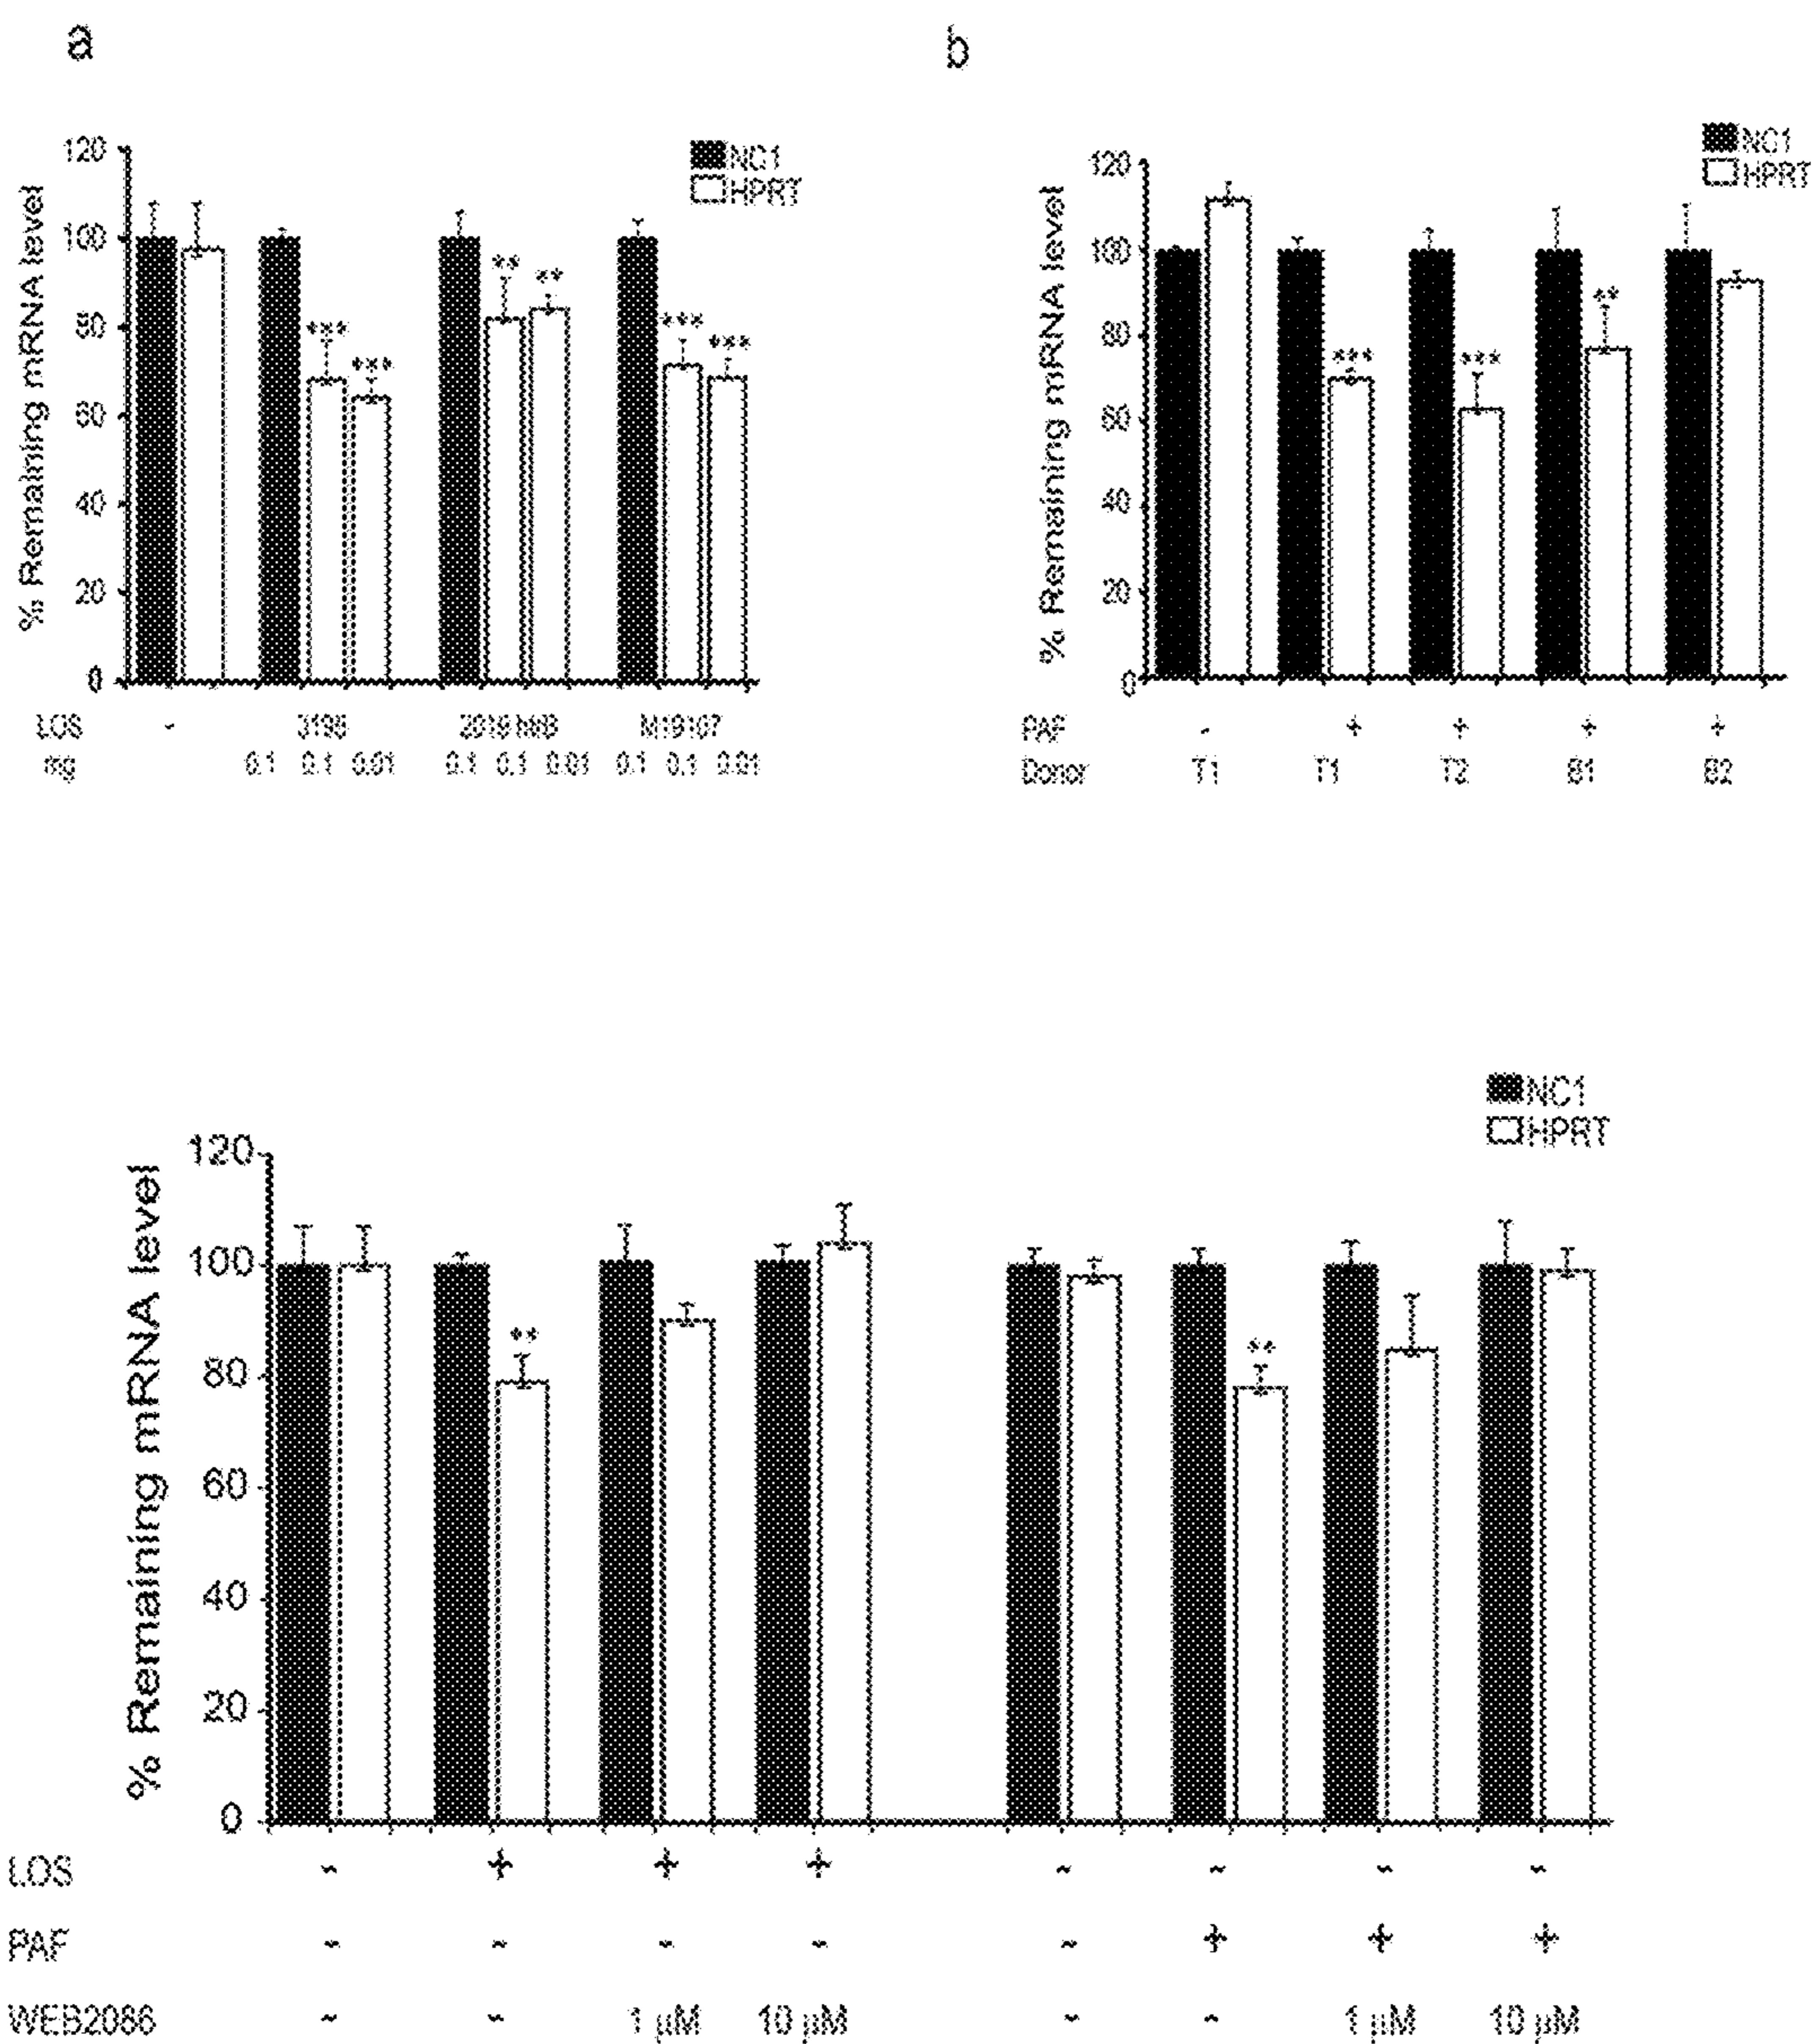 a
120
100
80
60
40
20
0
% Remaining mRNA level
NC1
HPRT
*** *** ** ** *** ***
LOS -
mg 0.1 0.1 0.01 0.1 0.1 0.01 0.1 0.1 0.01
b
120
100
80
60
40
20
0
% Remaining mRNA level
NC1
HPRT
*** *** **
PAF - + + + +
Donor T1 T1 T2 B1 B2
120
100
80
60
40
20
0
% Remaining mRNA level
NC1
HPRT
** **
LOS - + + + - - - -
PAF - - - - - + + +
WEB2086 - - 1 µM 10 µM - - 1 µM 10 µM